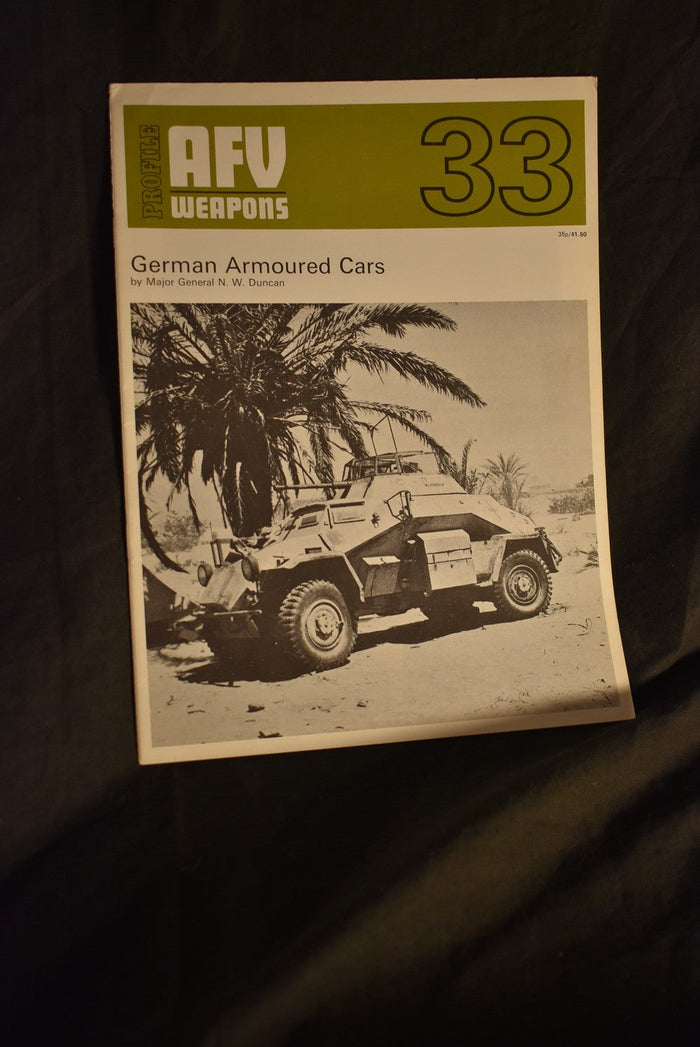 PROFILE
AFV
WEAPONS
33
35p/$1.50
German Armoured Cars
by Major General N. W. Duncan